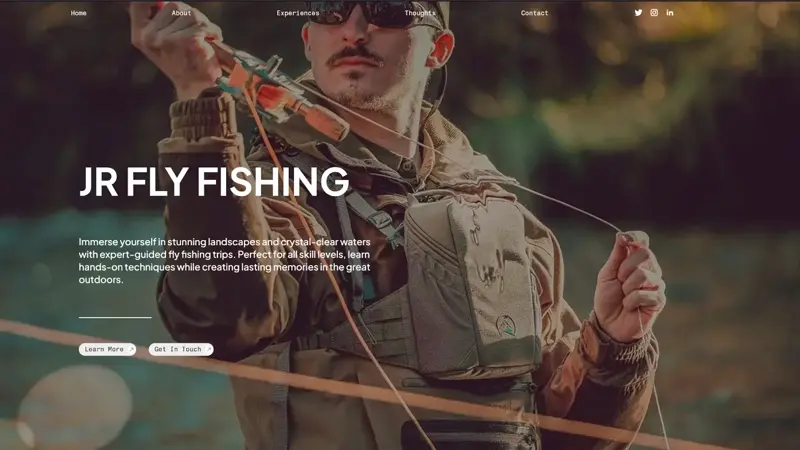 Home About Experiences Thoughts Contact
JR FLY FISHING
Immerse yourself in stunning landscapes and crystal-clear waters
with expert-guided fly fishing trips. Perfect for all skill levels, learn
hands-on techniques while creating lasting memories in the great
outdoors.
Learn More ↗ Get In Touch ↗